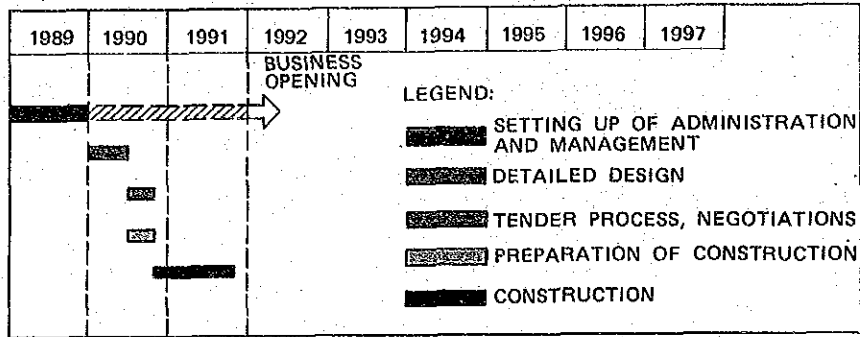 1989 1990 1991 1992 1993 1994 1995 1996 1997
BUSINESS
OPENING
LEGEND:
SETTING UP OF ADMINISTRATION
AND MANAGEMENT
DETAILED DESIGN
TENDER PROCESS, NEGOTIATIONS
PREPARATION OF CONSTRUCTION
CONSTRUCTION